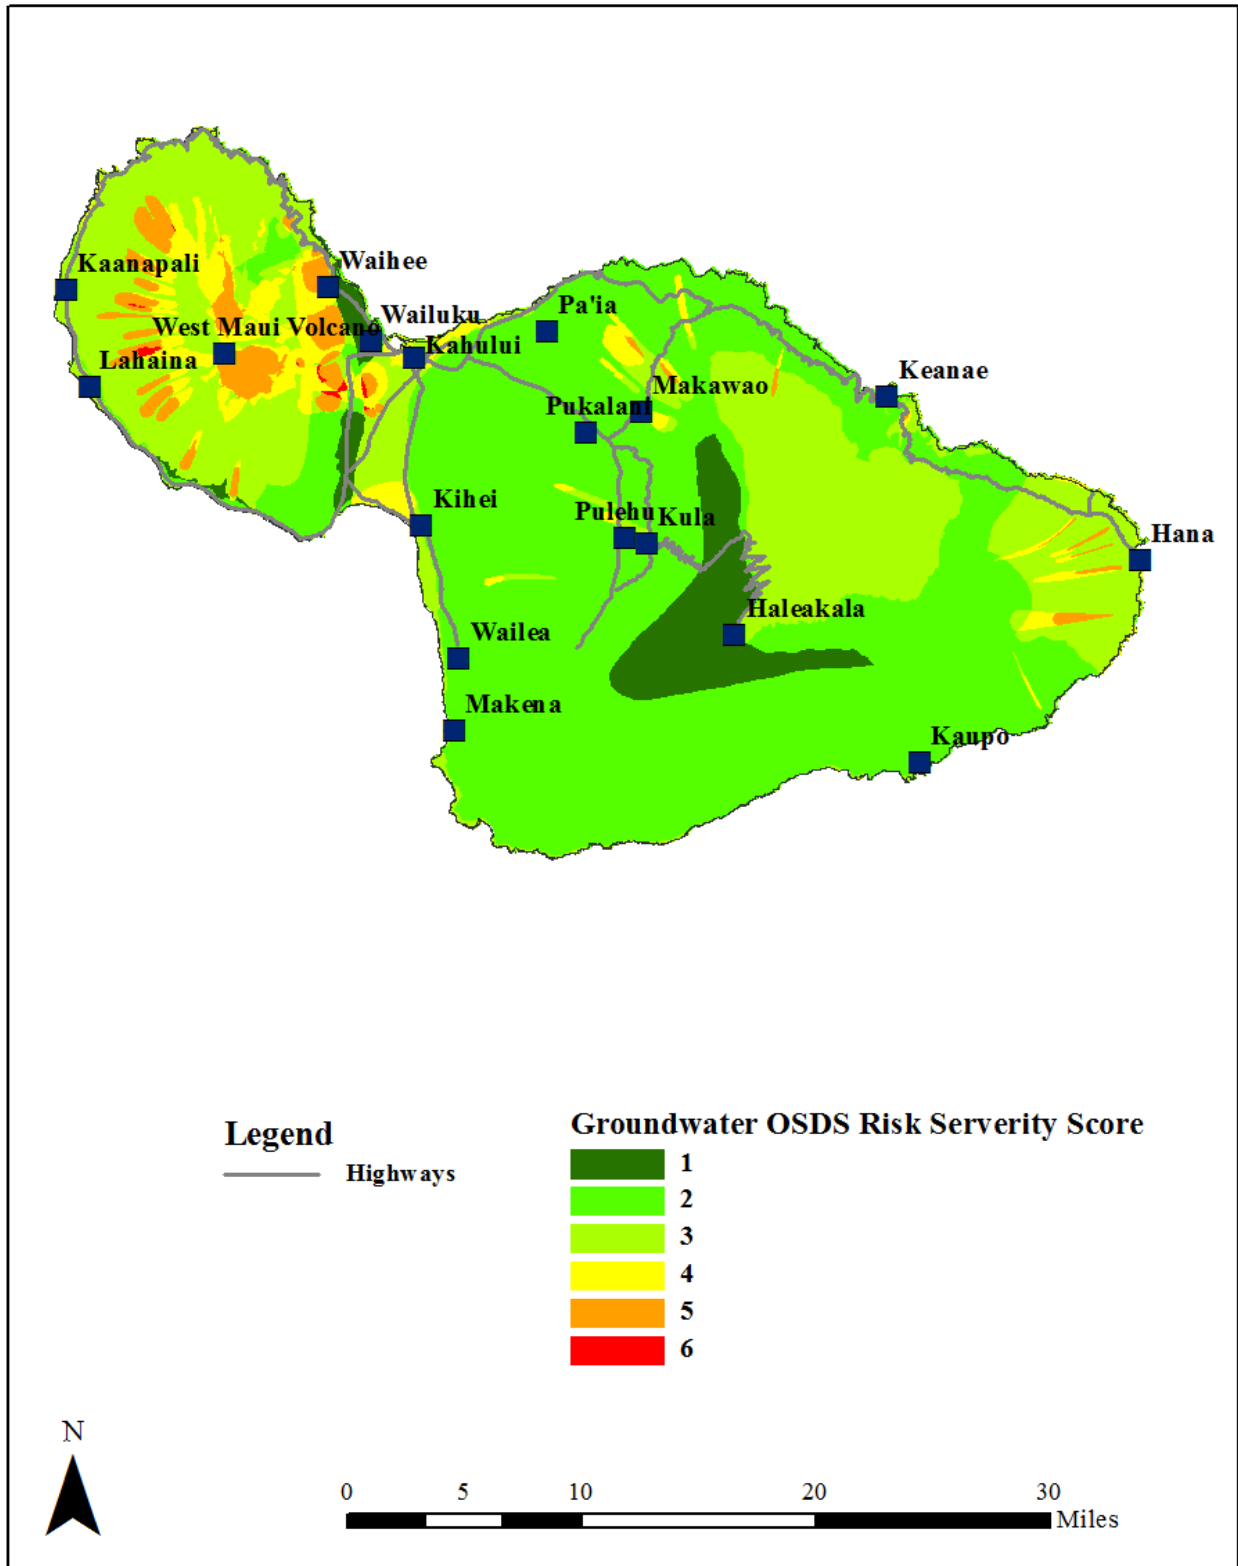 Kaanapali
Waihee
Wailuku
West Maui Volcano
Lahaina
Kahului
Pa'ia
Makawao
Pukalani
Keanae
Kihei
Pulehu
Kula
Hana
Haleakala
Wailea
Makena
Kaupo
Legend
Highways
Groundwater OSDS Risk Serverity Score
1
2
3
4
5
6
N
0 5 10 20 30
Miles